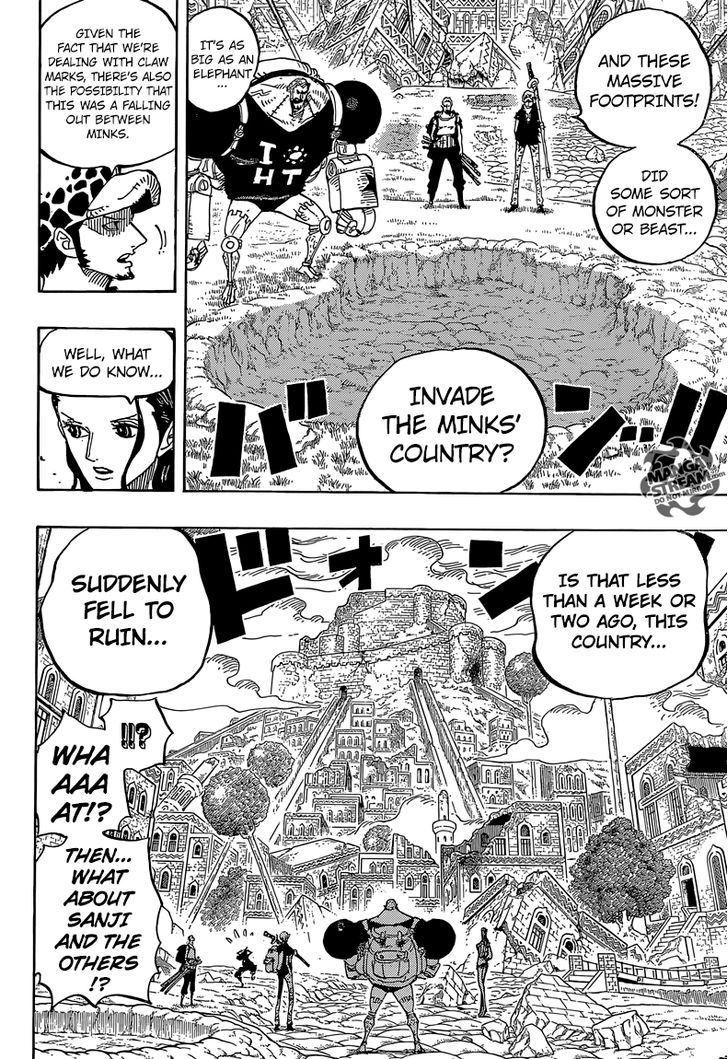 AND THESE
MASSIVE
FOOTPRINTS!
DID
SOME SORT
OF MONSTER
OR BEAST...
IT'S AS
BIG AS AN
ELEPHANT
...
I
HT
INVADE
THE MINKS'
COUNTRY?
バンッ!!
MANGA
STREAM.com
DO NOT MIRROR
GIVEN THE
FACT THAT WE'RE
DEALING WITH CLAW
MARKS, THERE'S ALSO
THE POSSIBILITY THAT
THIS WAS A FALLING
OUT BETWEEN
MINKS.
WELL, WHAT
WE DO KNOW...
IS THAT LESS
THAN A WEEK OR
TWO AGO, THIS
COUNTRY...
ドォン
SUDDENLY
FELL TO
RUIN...
!!?
WHA
AAA
AT!?
THEN...
WHAT
ABOUT
SANJI
AND THE
OTHERS
!?